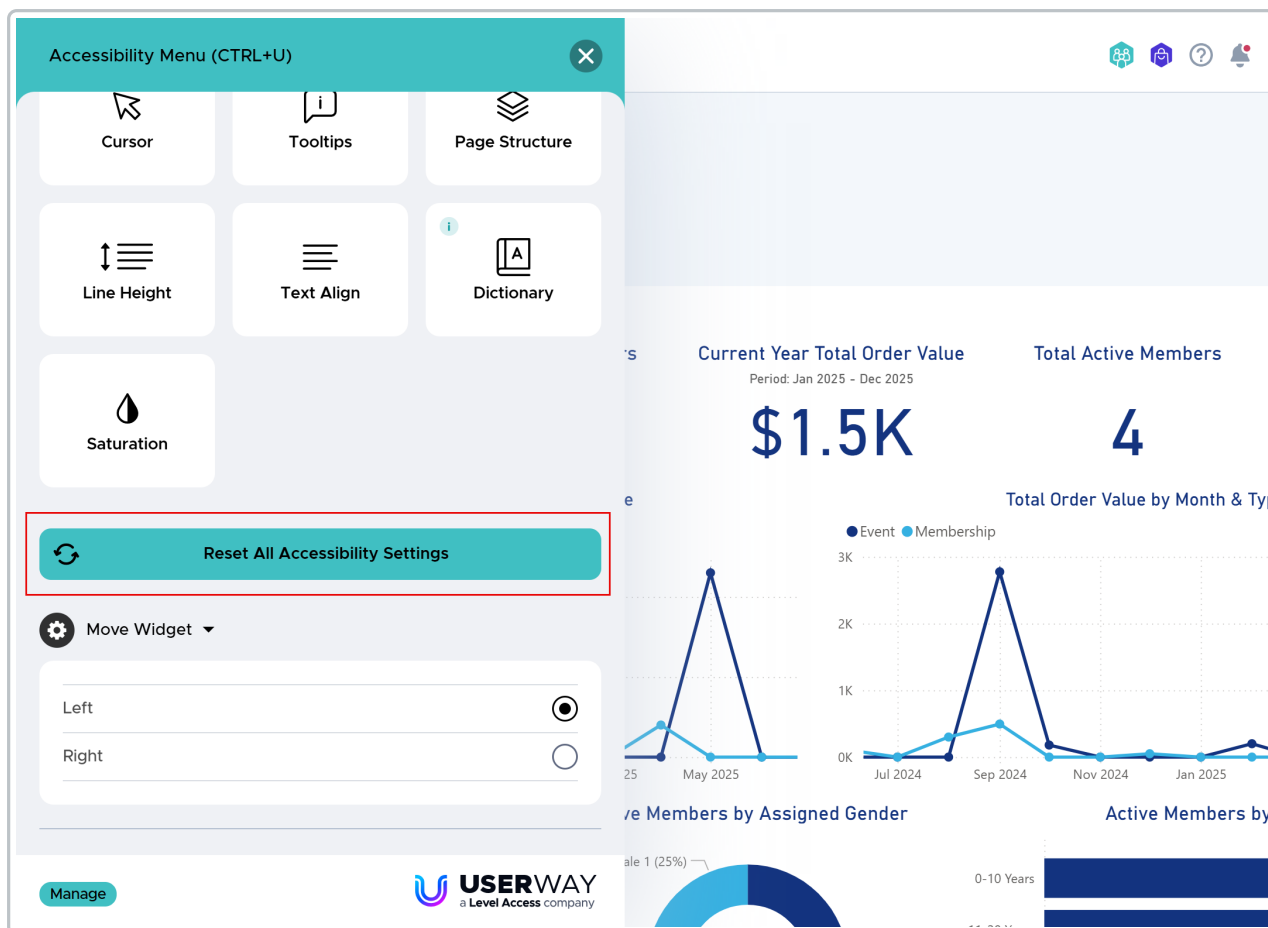 Accessibility Menu (CTRL+U)
Cursor
Tooltips
Page Structure
Line Height
Text Align
Dictionary
Saturation
Reset All Accessibility Settings
Move Widget
Left
Right
Manage
USERWAY
a Level Access company
Current Year Total Order Value
Period: Jan 2025 - Dec 2025
$1.5K
Total Active Members
4
Total Order Value by Month &
Event
Membership
3K
2K
1K
0K
Jul 2024
Sep 2024
Nov 2024
Jan 2025
25
May 2025
Members by Assigned Gender
1 (25%)
Active Members by
0-10 Years